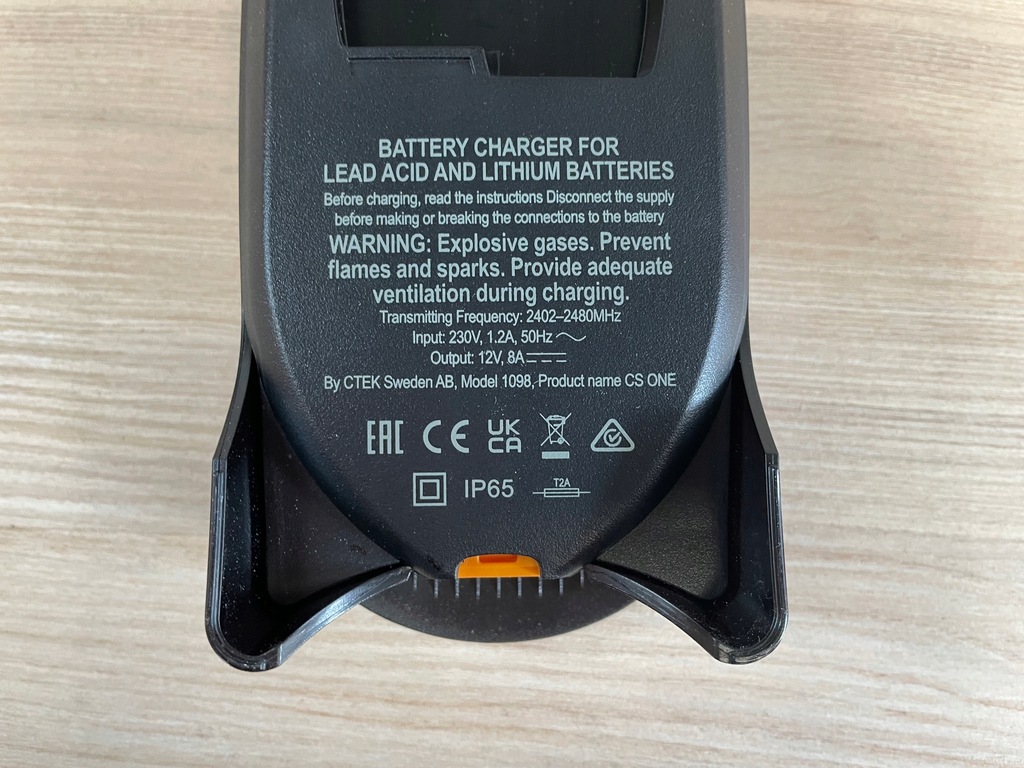 BATTERY CHARGER FOR
LEAD ACID AND LITHIUM BATTERIES
Before charging, read the instructions Disconnect the supply
before making or breaking the connections to the battery
WARNING: Explosive gases. Prevent
flames and sparks. Provide adequate
ventilation during charging.
Transmitting Frequency: 2402–2480MHz
Input: 230V, 1.2A, 50Hz
Output: 12V, 8A
By CTEK Sweden AB, Model 1098, Product name CS ONE
EAC CE UK
CA
IP65 T2A